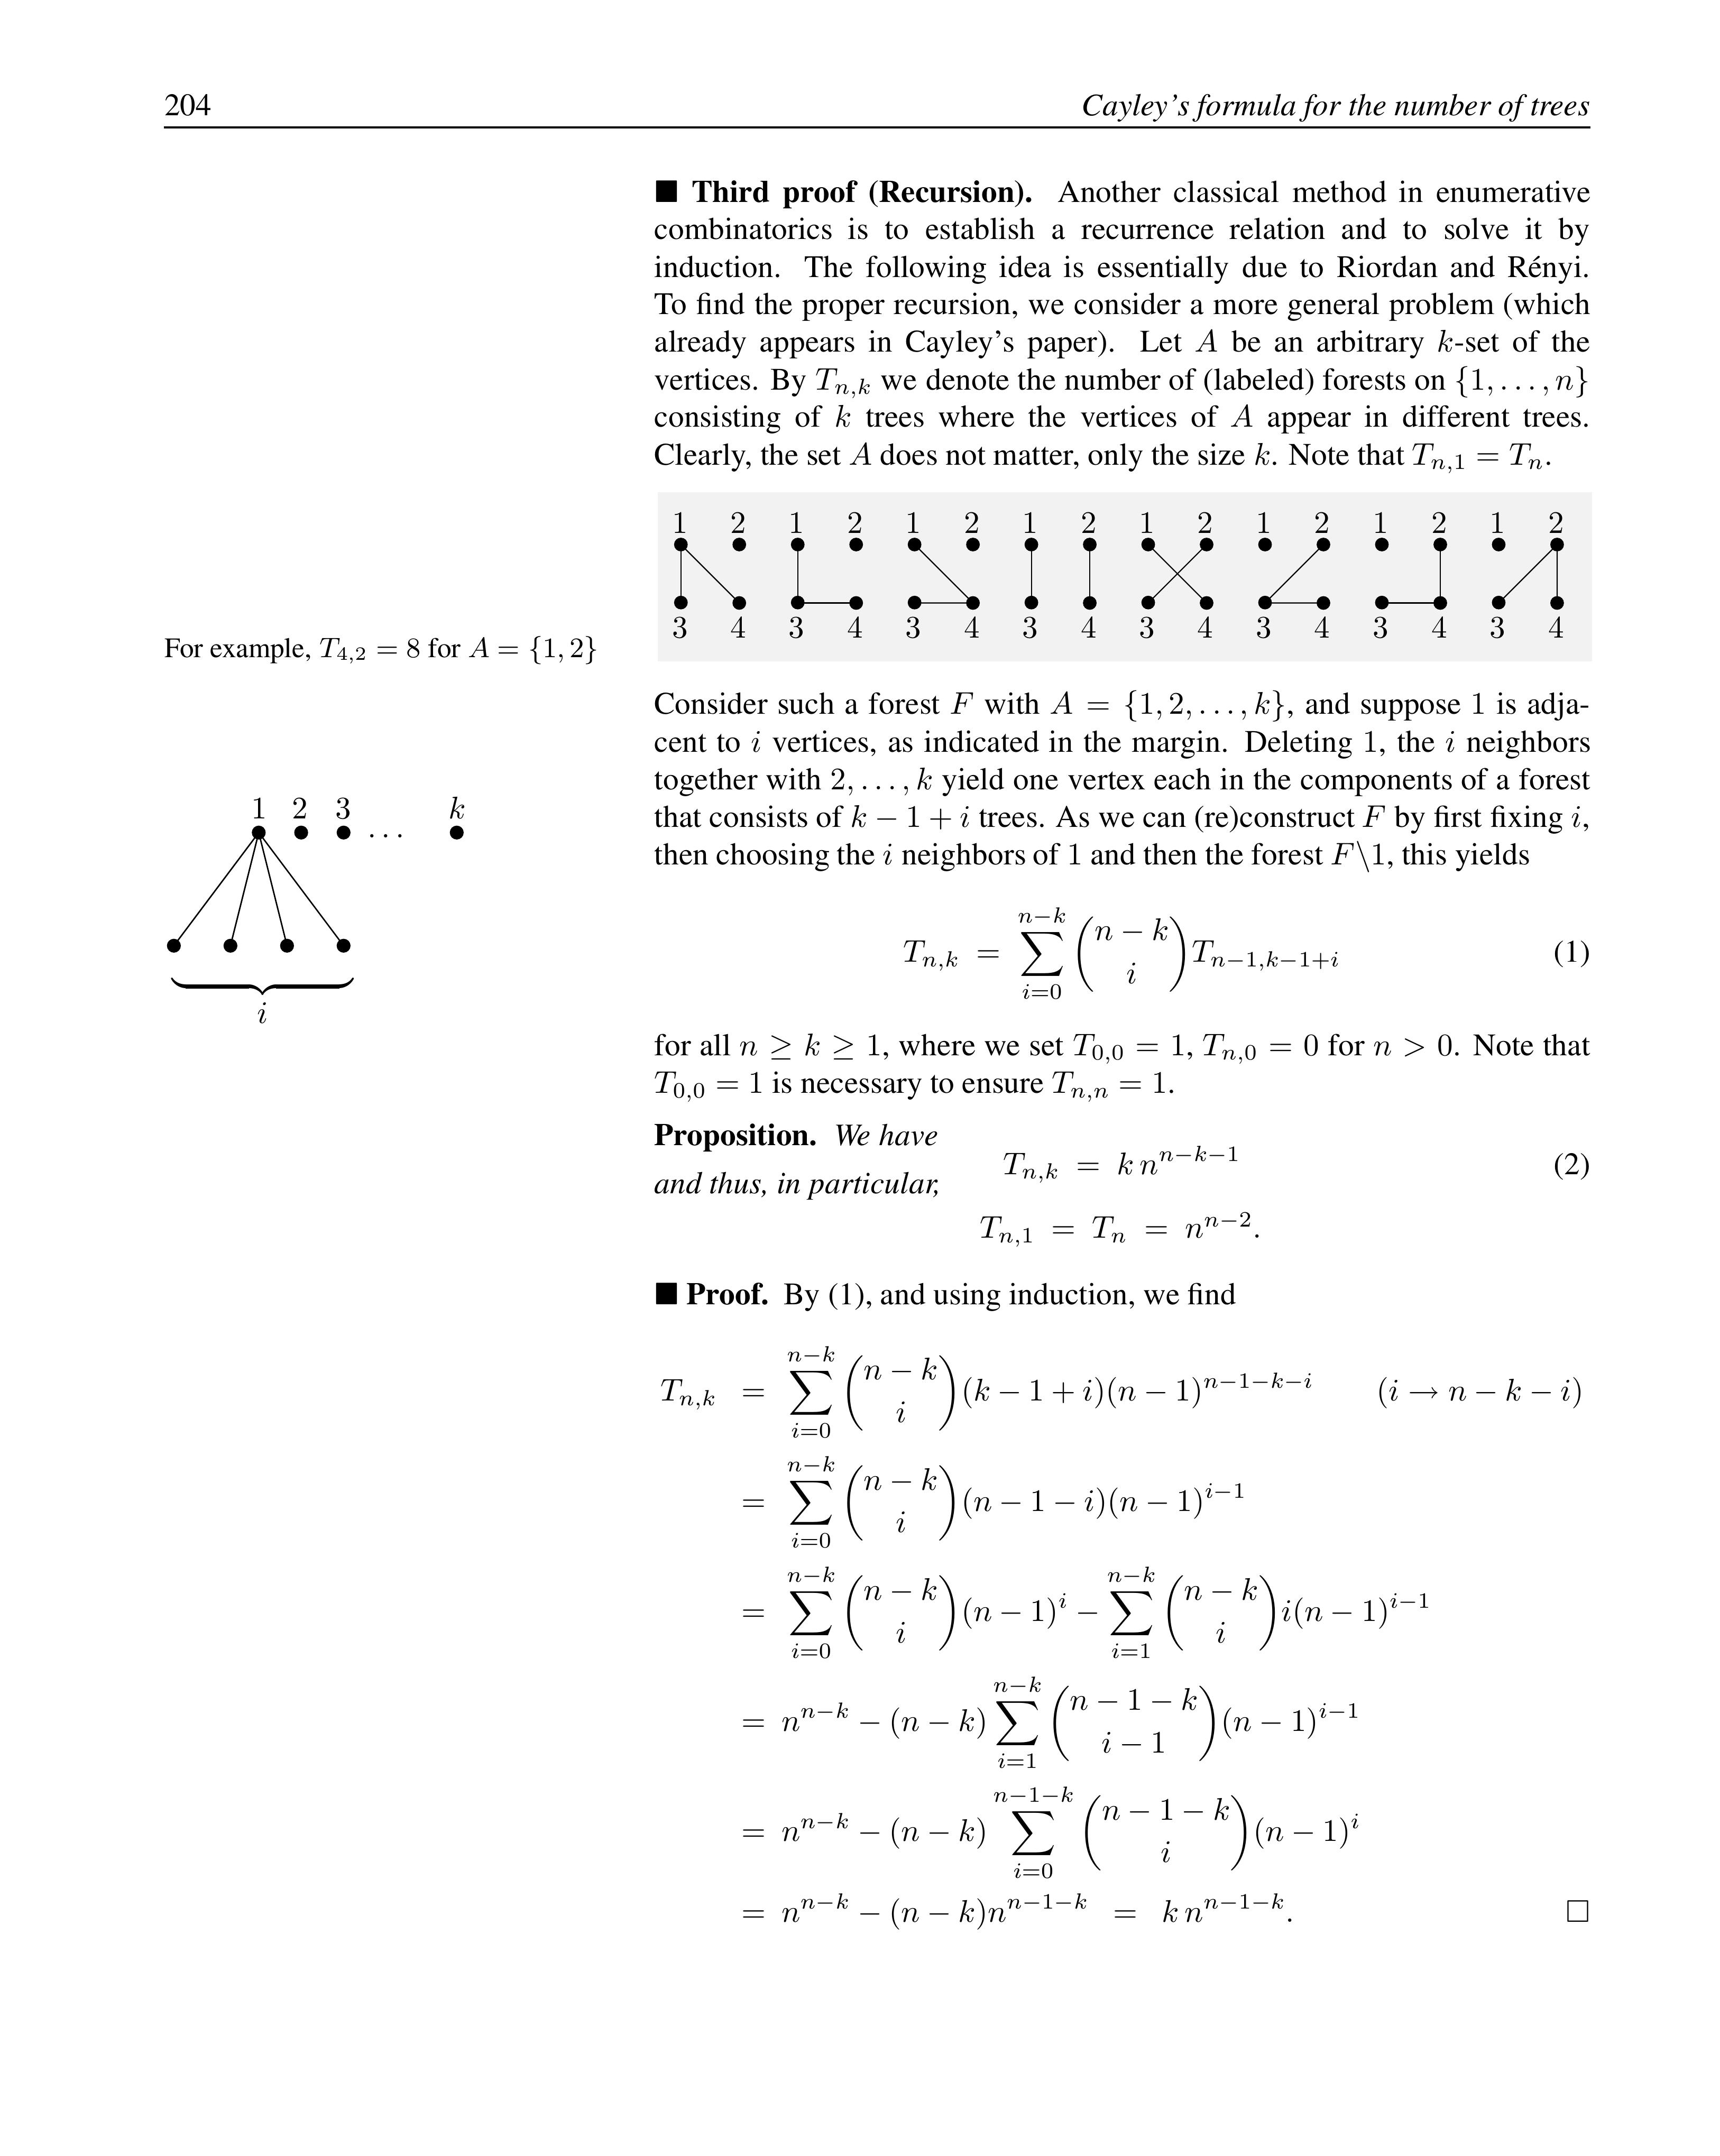 204 Cayley's formula for the number of trees
■ Third proof (Recursion). Another classical method in enumerative
combinatorics is to establish a recurrence relation and to solve it by
induction. The following idea is essentially due to Riordan and Rényi.
To find the proper recursion, we consider a more general problem (which
already appears in Cayley's paper). Let A be an arbitrary k-set of the
vertices. By T_{n,k} we denote the number of (labeled) forests on {1, . . . , n}
consisting of k trees where the vertices of A appear in different trees.
Clearly, the set A does not matter, only the size k. Note that T_{n,1} = T_n.
1 2 1 2 1 2 1 2 1 2 1 2 1 2 1 2
3 4 3 4 3 4 3 4 3 4 3 4 3 4 3 4
For example, T_{4,2} = 8 for A = {1, 2}
Consider such a forest F with A = {1, 2, . . . , k}, and suppose 1 is adja-
cent to i vertices, as indicated in the margin. Deleting 1, the i neighbors
together with 2, . . . , k yield one vertex each in the components of a forest
that consists of k − 1 + i trees. As we can (re)construct F by first fixing i,
then choosing the i neighbors of 1 and then the forest F\1, this yields
1 2 3 . . . k
i
T_{n,k} = \sum_{i=0}^{n−k} \binom{n − k}{i} T_{n−1,k−1+i} (1)
for all n ≥ k ≥ 1, where we set T_{0,0} = 1, T_{n,0} = 0 for n > 0. Note that
T_{0,0} = 1 is necessary to ensure T_{n,n} = 1.
Proposition. We have
T_{n,k} = k n^{n−k−1} (2)
and thus, in particular,
T_{n,1} = T_n = n^{n−2}.
■ Proof. By (1), and using induction, we find
T_{n,k} = \sum_{i=0}^{n−k} \binom{n − k}{i} (k − 1 + i)(n − 1)^{n−1−k−i} (i → n − k − i)
= \sum_{i=0}^{n−k} \binom{n − k}{i} (n − 1 − i)(n − 1)^{i−1}
= \sum_{i=0}^{n−k} \binom{n − k}{i} (n − 1)^i − \sum_{i=1}^{n−k} \binom{n − k}{i} i(n − 1)^{i−1}
= n^{n−k} − (n − k) \sum_{i=1}^{n−k} \binom{n − 1 − k}{i − 1} (n − 1)^{i−1}
= n^{n−k} − (n − k) \sum_{i=0}^{n−1−k} \binom{n − 1 − k}{i} (n − 1)^i
= n^{n−k} − (n − k)n^{n−1−k} = k n^{n−1−k}. □